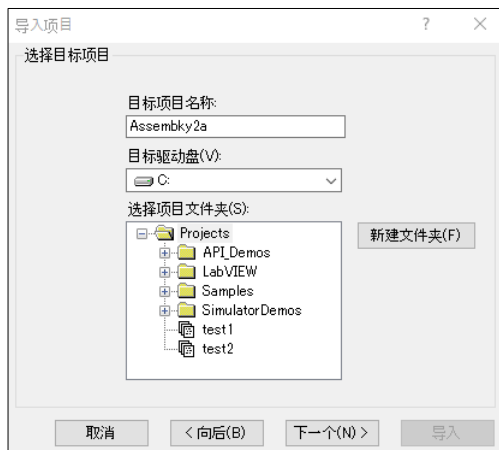 导入项目 ?
选择目标项目
目标项目名称:
Assembky2a
目标驱动盘(V):
C:
选择项目文件夹(S):
Projects
API_Demos
LabVIEW
Samples
SimulatorDemos
test1
test2
新建文件夹(F)
取消
< 向后(B)
下一个(N) >
导入